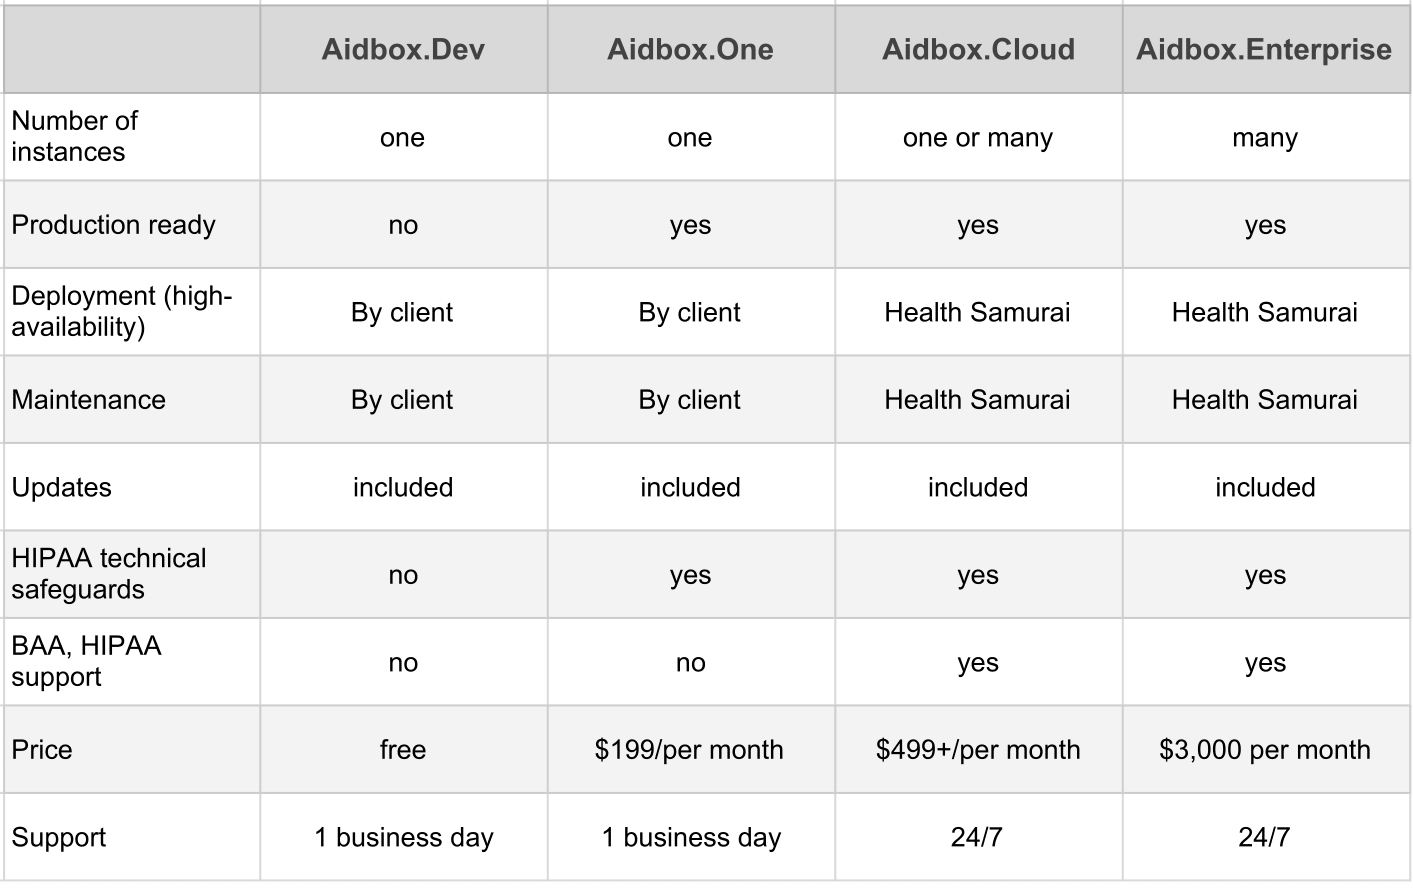 Aidbox.Dev Aidbox.One Aidbox.Cloud Aidbox.Enterprise
Number of
instances
one one one or many many
Production ready no yes yes yes
Deployment (high-
availability)
By client By client Health Samurai Health Samurai
Maintenance By client By client Health Samurai Health Samurai
Updates included included included included
HIPAA technical
safeguards
no yes yes yes
BAA, HIPAA
support
no no yes yes
Price free $199/per month $499+/per month $3,000 per month
Support 1 business day 1 business day 24/7 24/7